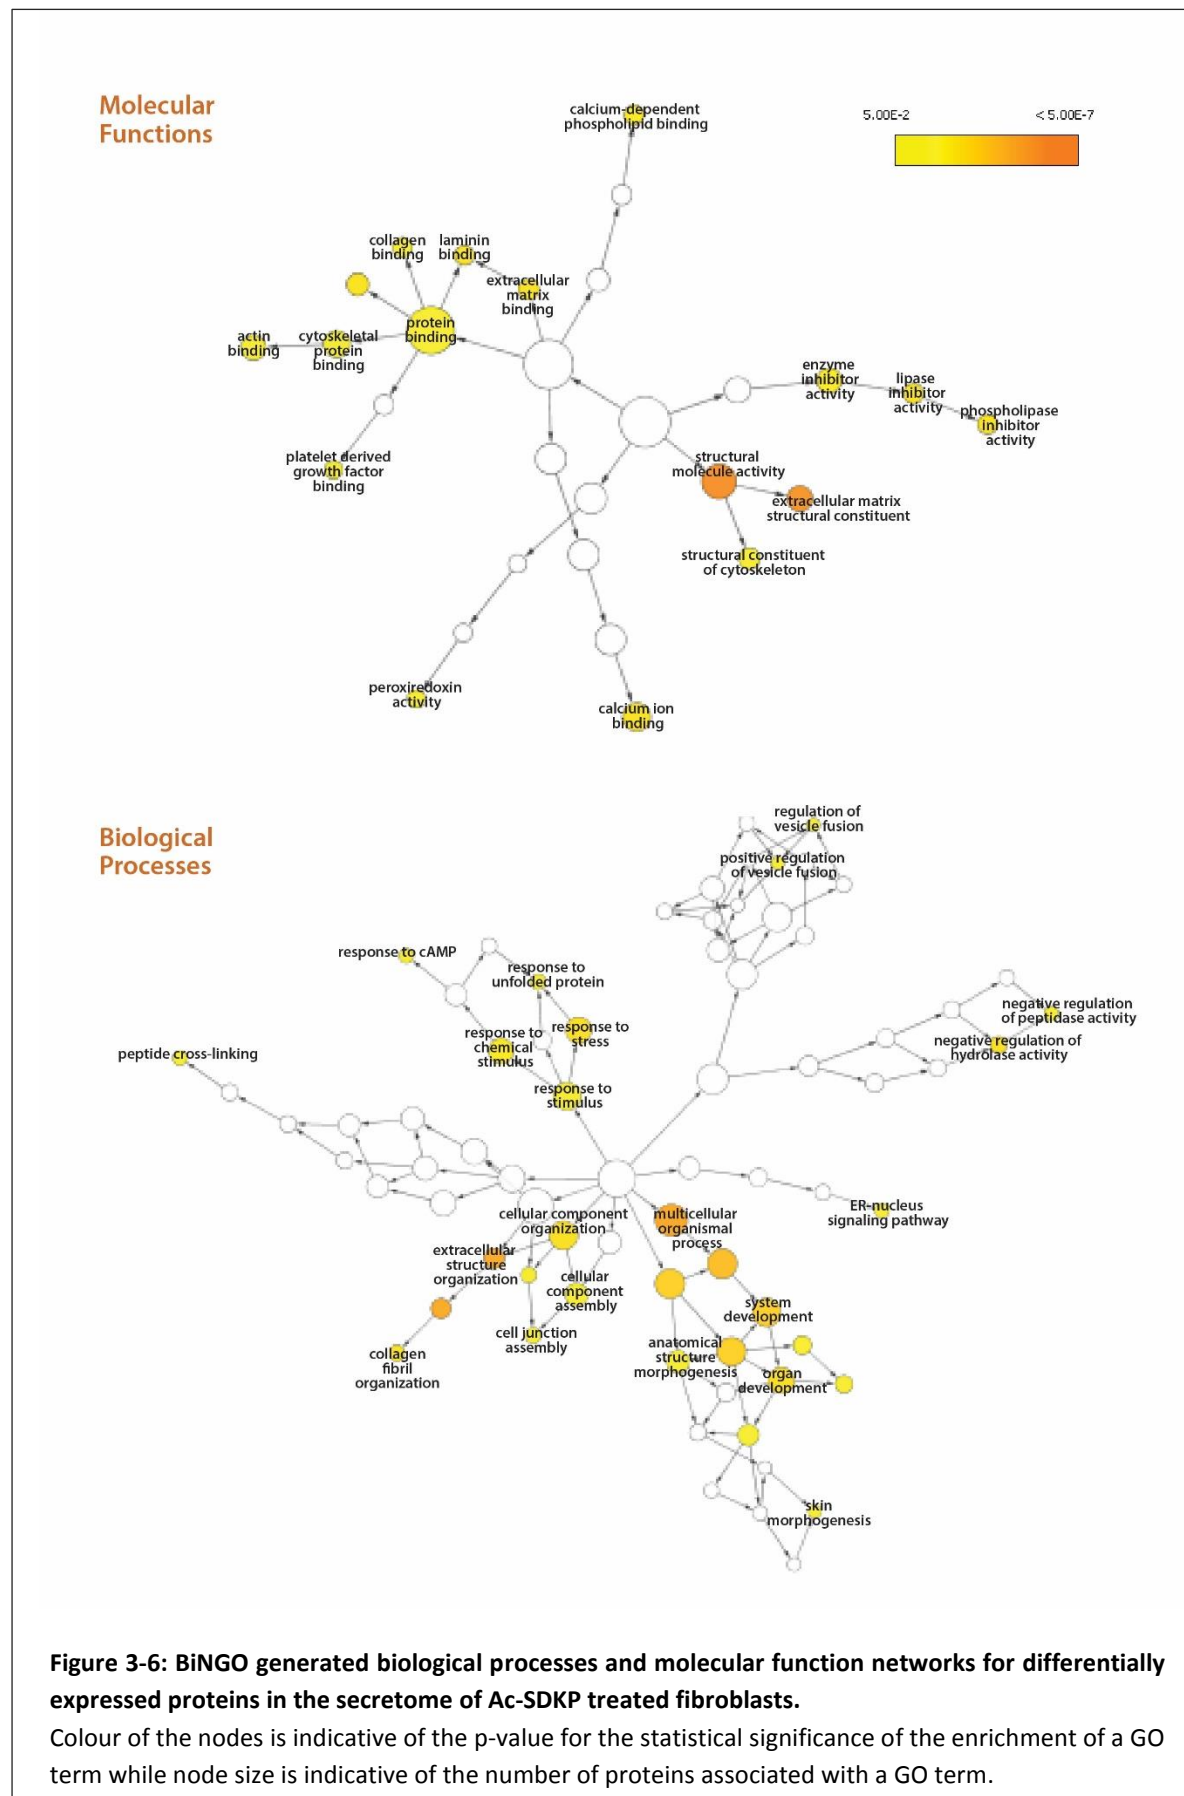 Molecular
Functions
calcium-dependent
phospholipid binding
5.00E-2
< 5.00E-7
collagen
binding
laminin
binding
extracellular
matrix
binding
protein
binding
actin
binding
cytoskeletal
protein
binding
platelet derived
growth factor
binding
enzyme
inhibitor
activity
lipase
inhibitor
activity
phospholipase
inhibitor
activity
structural
molecule activity
extracellular matrix
structural constituent
structural constituent
of cytoskeleton
peroxiredoxin
activity
calcium ion
binding
Biological
Processes
regulation of
vesicle fusion
positive regulation
of vesicle fusion
response to cAMP
response to
unfolded protein
response to
chemical
stimulus
response to
stress
response to
stimulus
negative regulation
of peptidase activity
negative regulation of
hydrolase activity
peptide cross-linking
ER-nucleus
signaling pathway
cellular component
organization
multicellular
organismal
process
extracellular
structure
organization
cellular
component
assembly
cell junction
assembly
collagen
fibril
organization
system
development
anatomical
structure
morphogenesis
organ
development
skin
morphogenesis
Figure 3-6: BiNGO generated biological processes and molecular function networks for differentially
expressed proteins in the secretome of Ac-SDKP treated fibroblasts.
Colour of the nodes is indicative of the p-value for the statistical significance of the enrichment of a GO
term while node size is indicative of the number of proteins associated with a GO term.